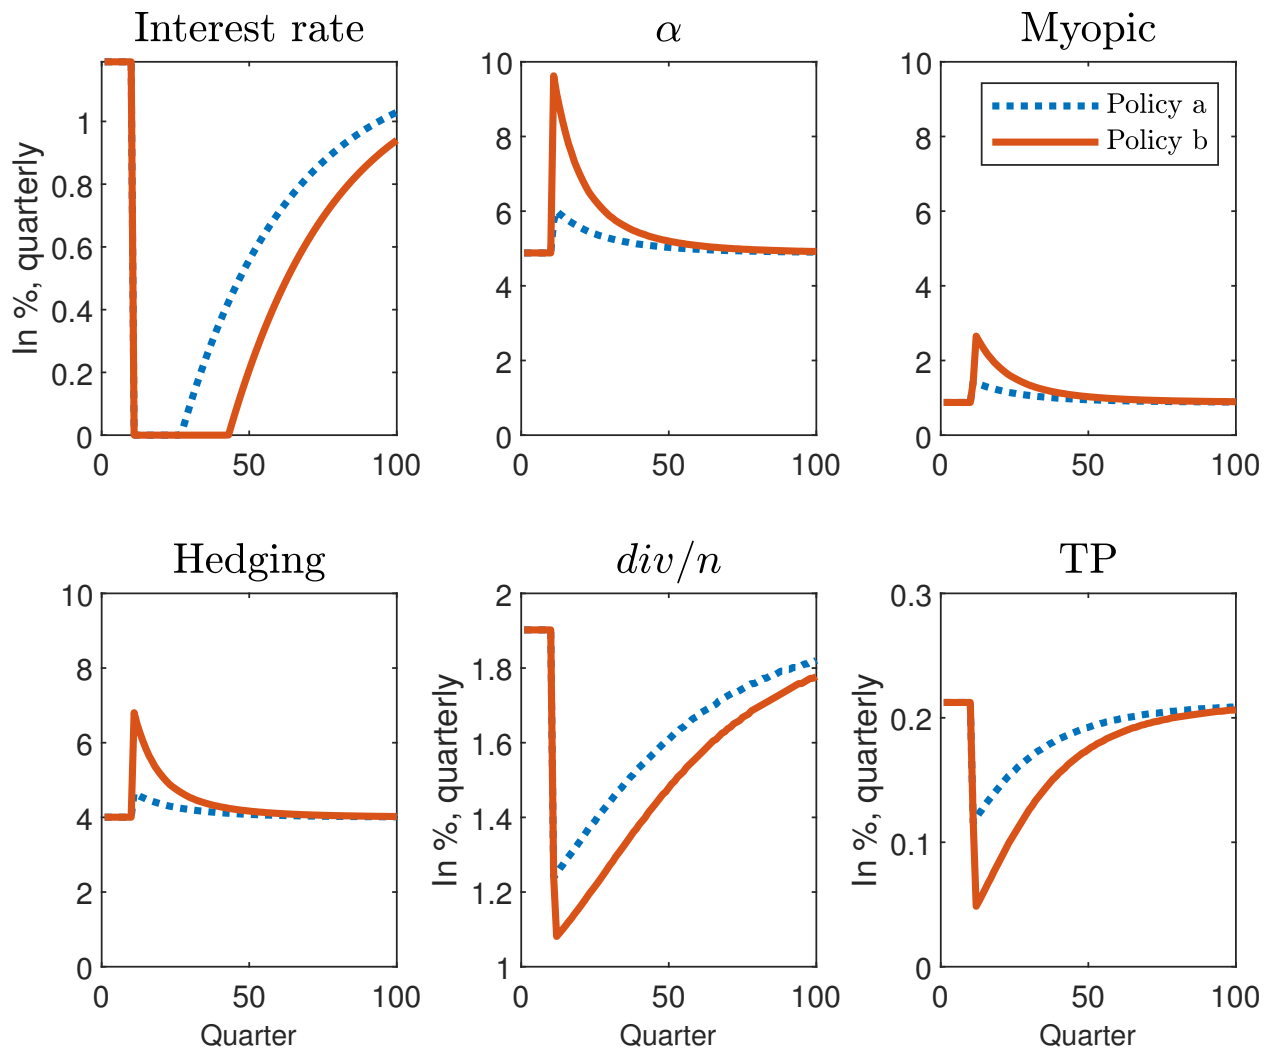 Interest rate
α
Myopic
In %, quarterly
1
0.8
0.6
0.4
0.2
0
0 50 100
10
8
6
4
2
0
0 50 100
10
8
6
4
2
0
0 50 100
Policy a
Policy b
Hedging
div/n
TP
10
8
6
4
2
0
0 50 100
Quarter
In %, quarterly
2
1.8
1.6
1.4
1.2
1
0 50 100
Quarter
In %, quarterly
0.3
0.2
0.1
0
0 50 100
Quarter